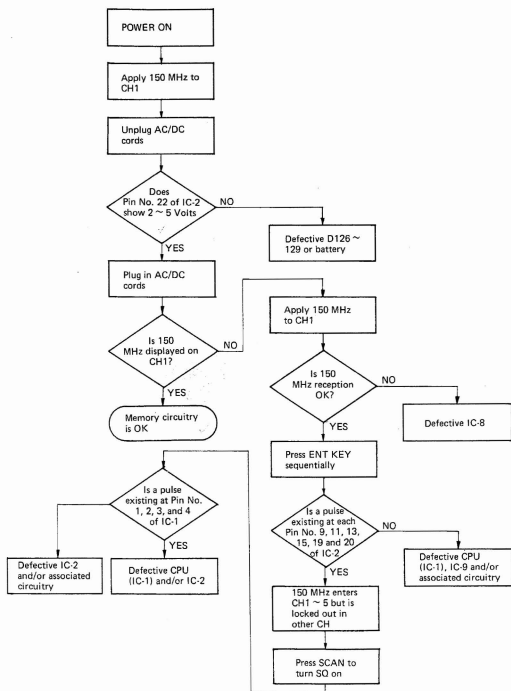 POWER ON
Apply 150 MHz to
CH1
Unplug AC/DC
cords
Does
Pin No. 22 of IC-2
show 2 ~ 5 Volts
NO
Defective D126 ~
129 or battery
YES
Plug in AC/DC
cords
Is 150
MHz displayed on
CH1?
NO
Apply 150 MHz
to CH1
YES
Memory circuitry
is OK
Is 150
MHz reception
OK?
NO
Defective IC-8
YES
Press ENT KEY
sequentially
Is a pulse
existing at Pin No.
1, 2, 3, and 4
of IC-1
YES
Defective IC-2
and/or associated
circuitry
Defective CPU
(IC-1) and/or IC-2
Is a pulse
existing at each
Pin No. 9, 11, 13,
15, 19 and 20
of IC-2
NO
Defective CPU
(IC-1), IC-9 and/or
associated circuitry
YES
150 MHz enters
CH1 ~ 5 but is
locked out in
other CH
Press SCAN to
turn SQ on